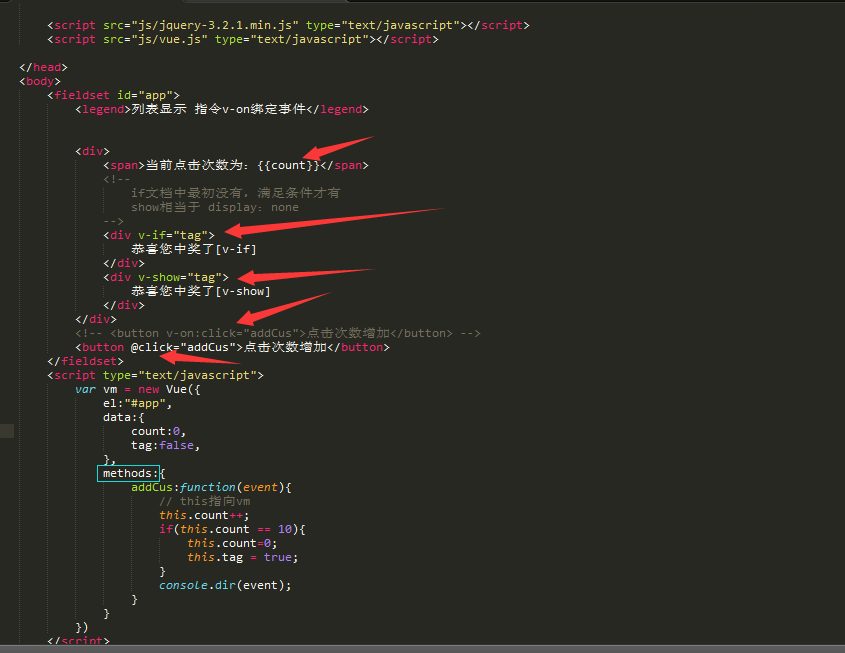 <script src="js/jquery-3.2.1.min.js" type="text/javascript"></script>
<script src="js/vue.js" type="text/javascript"></script>
</head>
<body>
<fieldset id="app">
<legend>列表显示 指令v-on绑定事件</legend>
<div>
<span>当前点击次数为: {{count}}</span>
<!--
if文档中最初没有，满足条件才有
show相当于 display：none
-->
<div v-if="tag">
恭喜您中奖了[v-if]
</div>
<div v-show="tag">
恭喜您中奖了[v-show]
</div>
</div>
<!-- <button v-on:click="addCus">点击次数增加</button> -->
<button @click="addCus">点击次数增加</button>
</fieldset>
<script type="text/javascript">
var vm = new Vue({
el:"#app",
data:{
count:0,
tag:false,
},
methods:{
addCus:function(event){
// this指向vm
this.count++;
if(this.count == 10){
this.count=0;
this.tag = true;
}
console.dir(event);
}
}
})
</script>